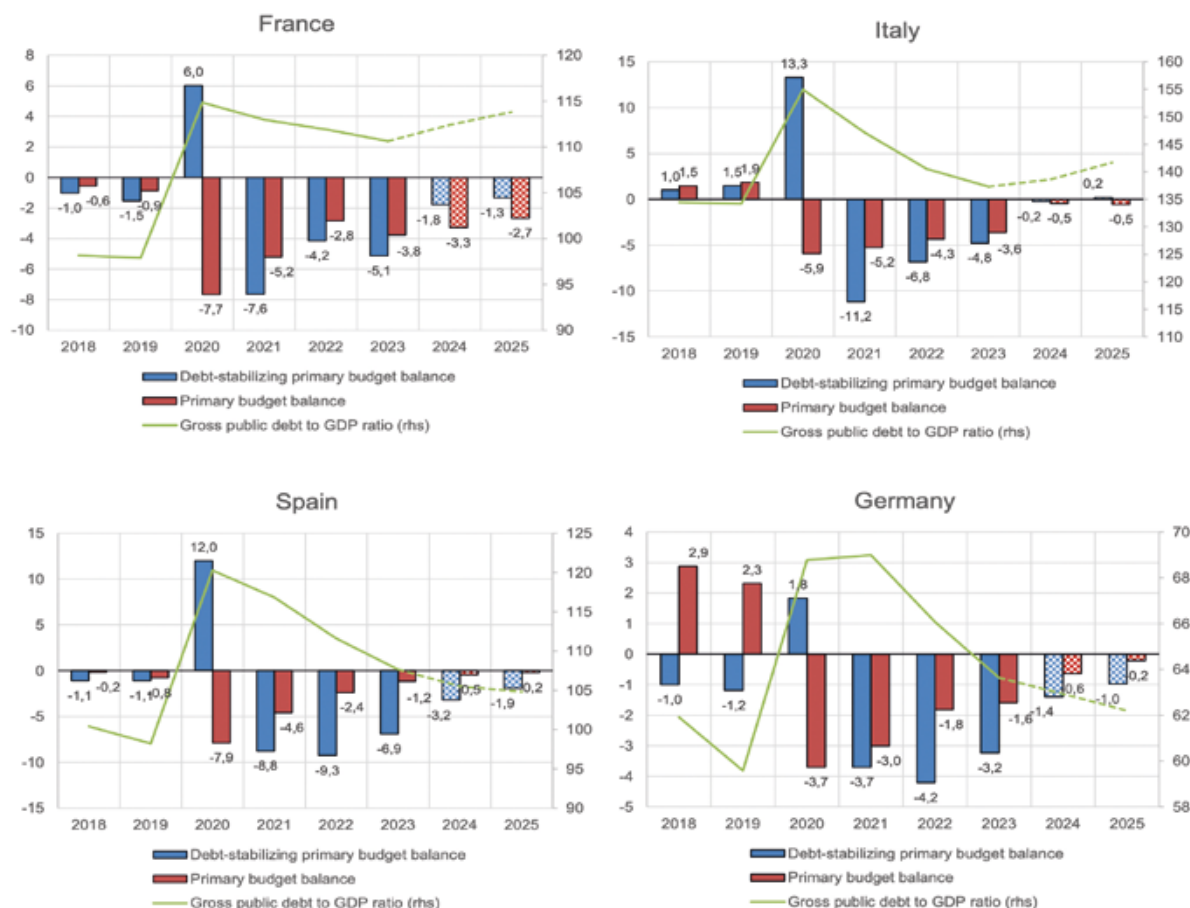 France
8 120
6 115
4
2 110
0 105
-2
-4 100
-6 95
-8
-10 90
6,0
-1,0 -0,6 -1,5 -0,9 -7,7 -7,6 -5,2 -4,2 -2,8 -5,1 -3,8 -1,8 -3,3 -1,3 -2,7
2018 2019 2020 2021 2022 2023 2024 2025
Debt-stabilizing primary budget balance
Primary budget balance
Gross public debt to GDP ratio (rhs)
Italy
15 160
155
10 150
5 145
140
0 135
130
-5 125
120
-10 115
-15 110
13,3
1,0 1,5 1,5 1,9 -5,9 -11,2 -5,2 -6,8 -4,3 -4,8 -3,6 -0,2 -0,5 0,2 -0,5
2018 2019 2020 2021 2022 2023 2024 2025
Debt-stabilizing primary budget balance
Primary budget balance
Gross public debt to GDP ratio (rhs)
Spain
15 125
10 120
5 115
110
0 105
-5 100
-10 95
-15 90
12,0
-1,1 -0,2 -1,1 -0,8 -7,9 -8,8 -4,6 -9,3 -2,4 -6,9 -1,2 -3,2 -0,5 -1,9 -0,2
2018 2019 2020 2021 2022 2023 2024 2025
Debt-stabilizing primary budget balance
Primary budget balance
Gross public debt to GDP ratio (rhs)
Germany
4 70
3 68
2
1 66
0 64
-1
-2 62
-3 60
-4
-5 58
2,9 2,3 1,8
-1,0 -1,2 -3,7 -3,7 -3,0 -4,2 -1,8 -3,2 -1,6 -1,4 -0,6 -1,0 -0,2
2018 2019 2020 2021 2022 2023 2024 2025
Debt-stabilizing primary budget balance
Primary budget balance
Gross public debt to GDP ratio (rhs)